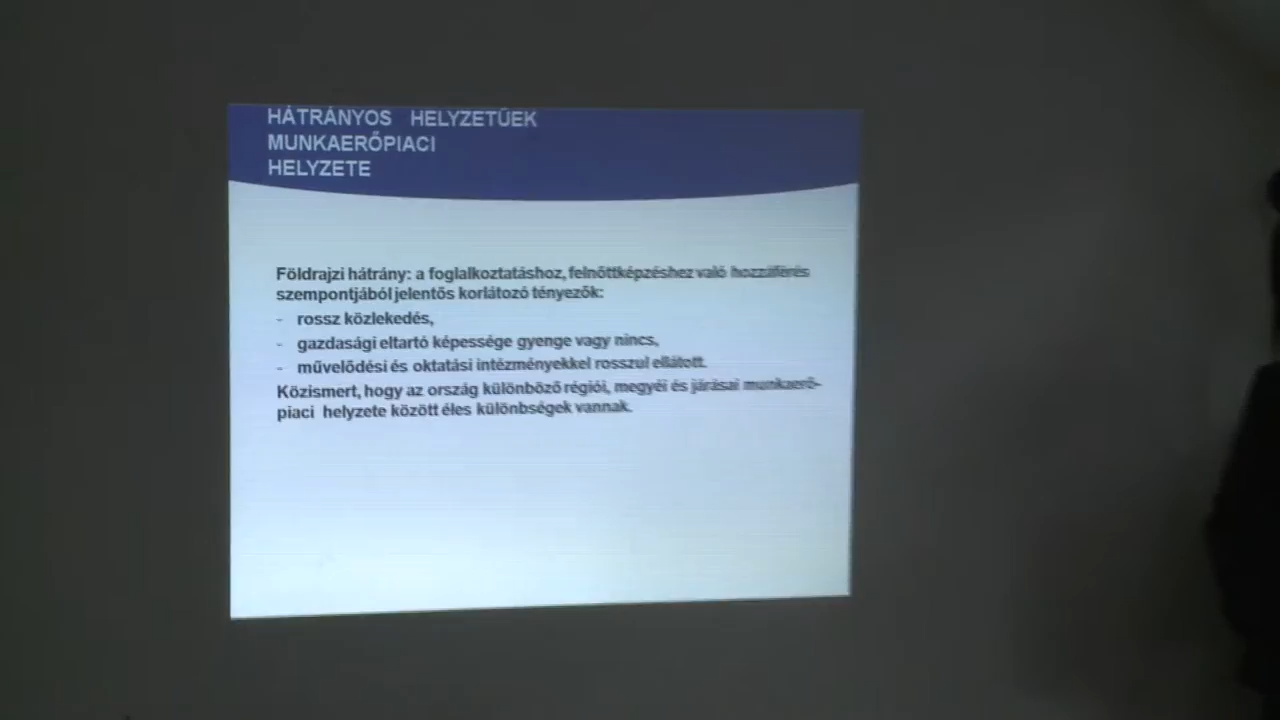 HÁTRÁNYOS HELYZETŰEK
MUNKAERŐPIACI
HELYZETE
Földrajzi hátrány: a foglalkoztatáshoz, felnőttképzéshez való hozzáférés
szempontjából jelentős korlátozó tényezők:
- rossz közlekedés,
- gazdasági eltartó képessége gyenge vagy nincs,
- művelődési és oktatási intézményekkel rosszul ellátott.
Közismert, hogy az ország különböző régiói, megyéi és járásai munkaerő-
piaci helyzete között éles különbségek vannak.